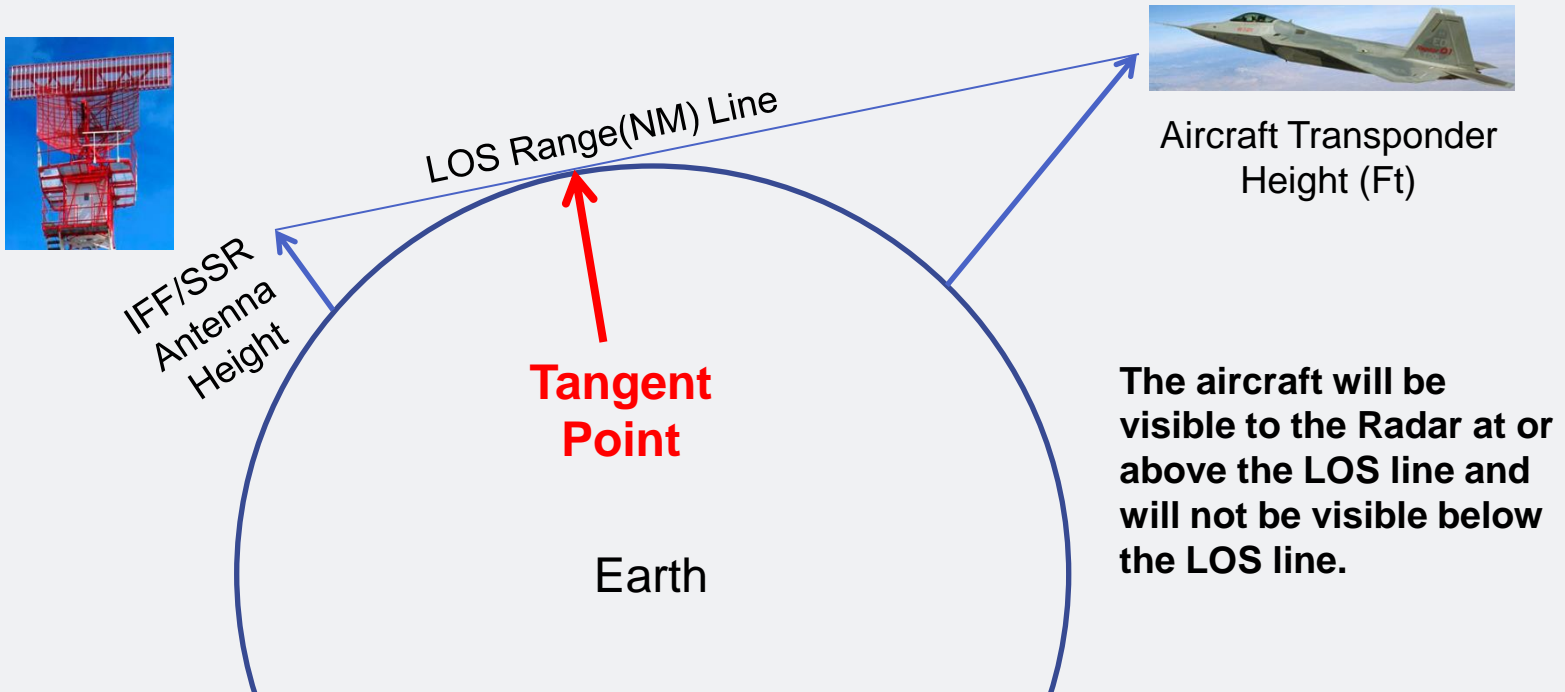 LOS Range(NM) Line
Aircraft Transponder
Height (Ft)
IFF/SSR
Antenna
Height
Tangent
Point
The aircraft will be
visible to the Radar at or
above the LOS line and
will not be visible below
the LOS line.
Earth